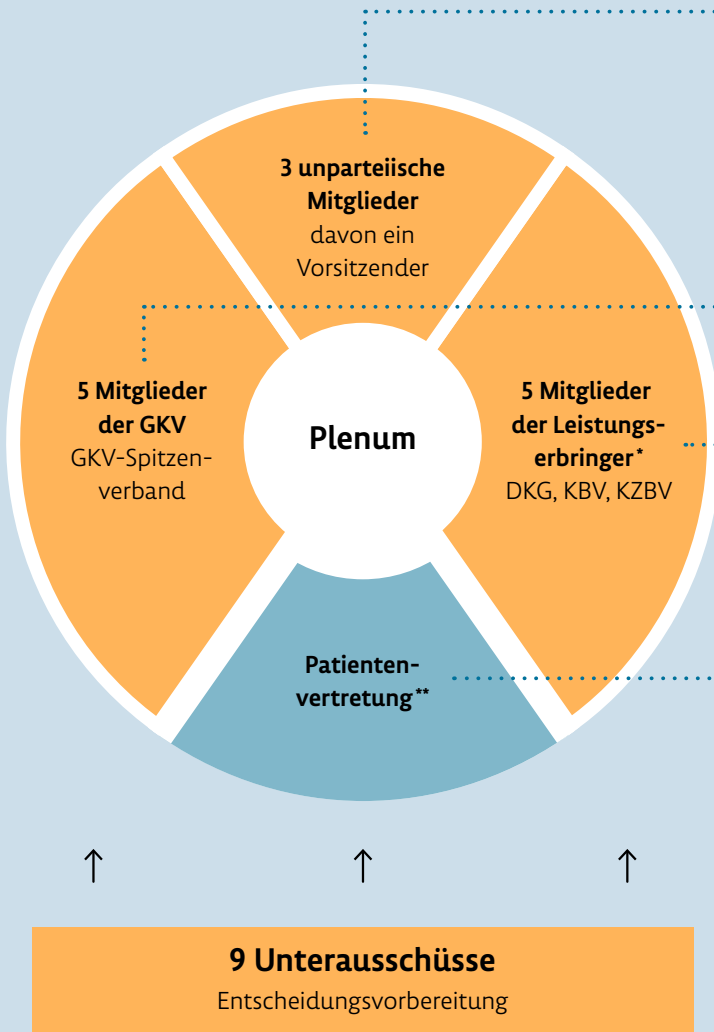 3 unparteiische
Mitglieder
davon ein
Vorsitzender
5 Mitglieder
der GKV
GKV-Spitzen-
verband
Plenum
5 Mitglieder
der Leistungs-
erbringer*
DKG, KBV, KZBV
Patienten-
vertretung**
9 Unterausschüsse
Entscheidungsvorbereitung